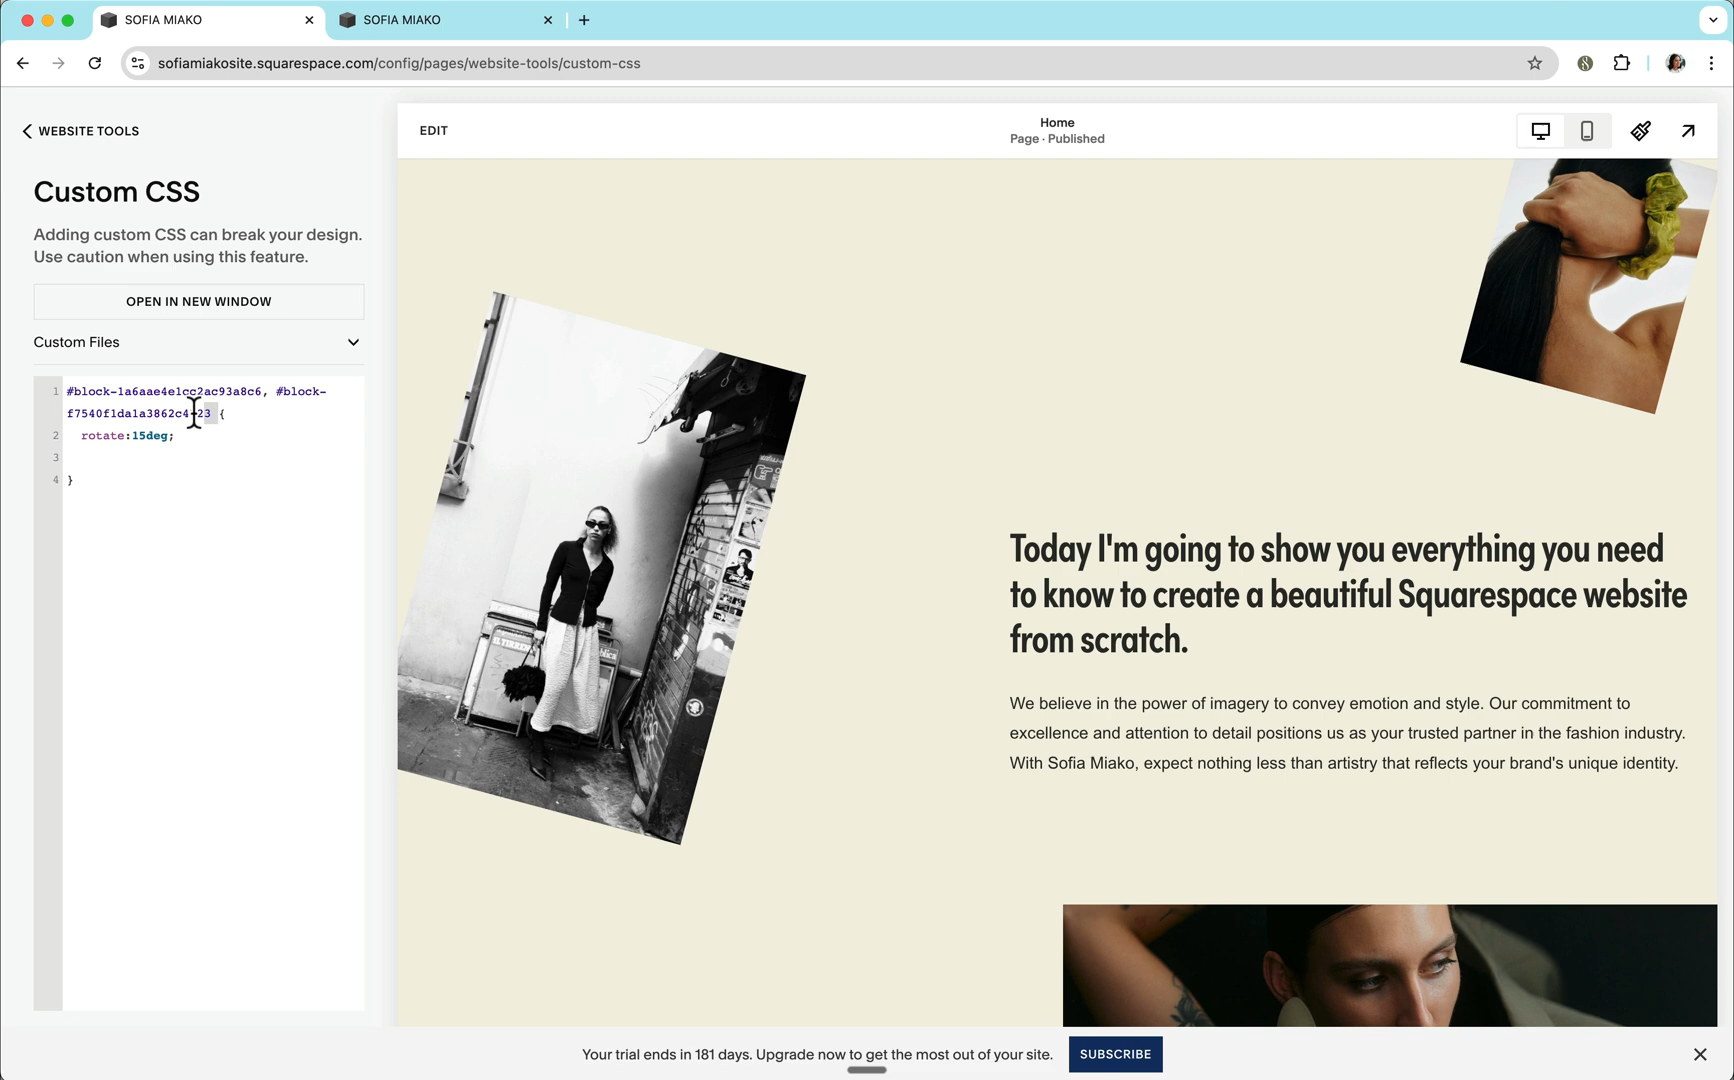 SOFIA MIAKO
SOFIA MIAKO
sofiamiakosite.squarespace.com/config/pages/website-tools/custom-css
WEBSITE TOOLS
EDIT
Home
Page · Published
Custom CSS
Adding custom CSS can break your design.
Use caution when using this feature.
OPEN IN NEW WINDOW
Custom Files
1 #block-1a6aae4e1cc2ac93a8c6, #block-
f7540f1da1a3862c4 23 {
2 rotate:15deg;
3
4 }
Today I'm going to show you everything you need
to know to create a beautiful Squarespace website
from scratch.
We believe in the power of imagery to convey emotion and style. Our commitment to
excellence and attention to detail positions us as your trusted partner in the fashion industry.
With Sofia Miako, expect nothing less than artistry that reflects your brand's unique identity.
Your trial ends in 181 days. Upgrade now to get the most out of your site.
SUBSCRIBE